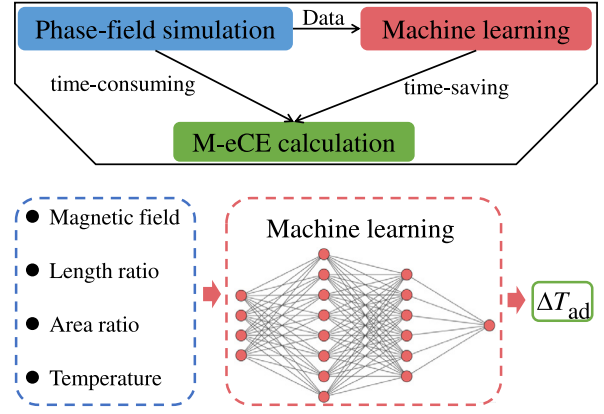 Phase-field simulation
Data
Machine learning
time-consuming
time-saving
M-eCE calculation
● Magnetic field
● Length ratio
● Area ratio
● Temperature
Machine learning
ΔT_ad